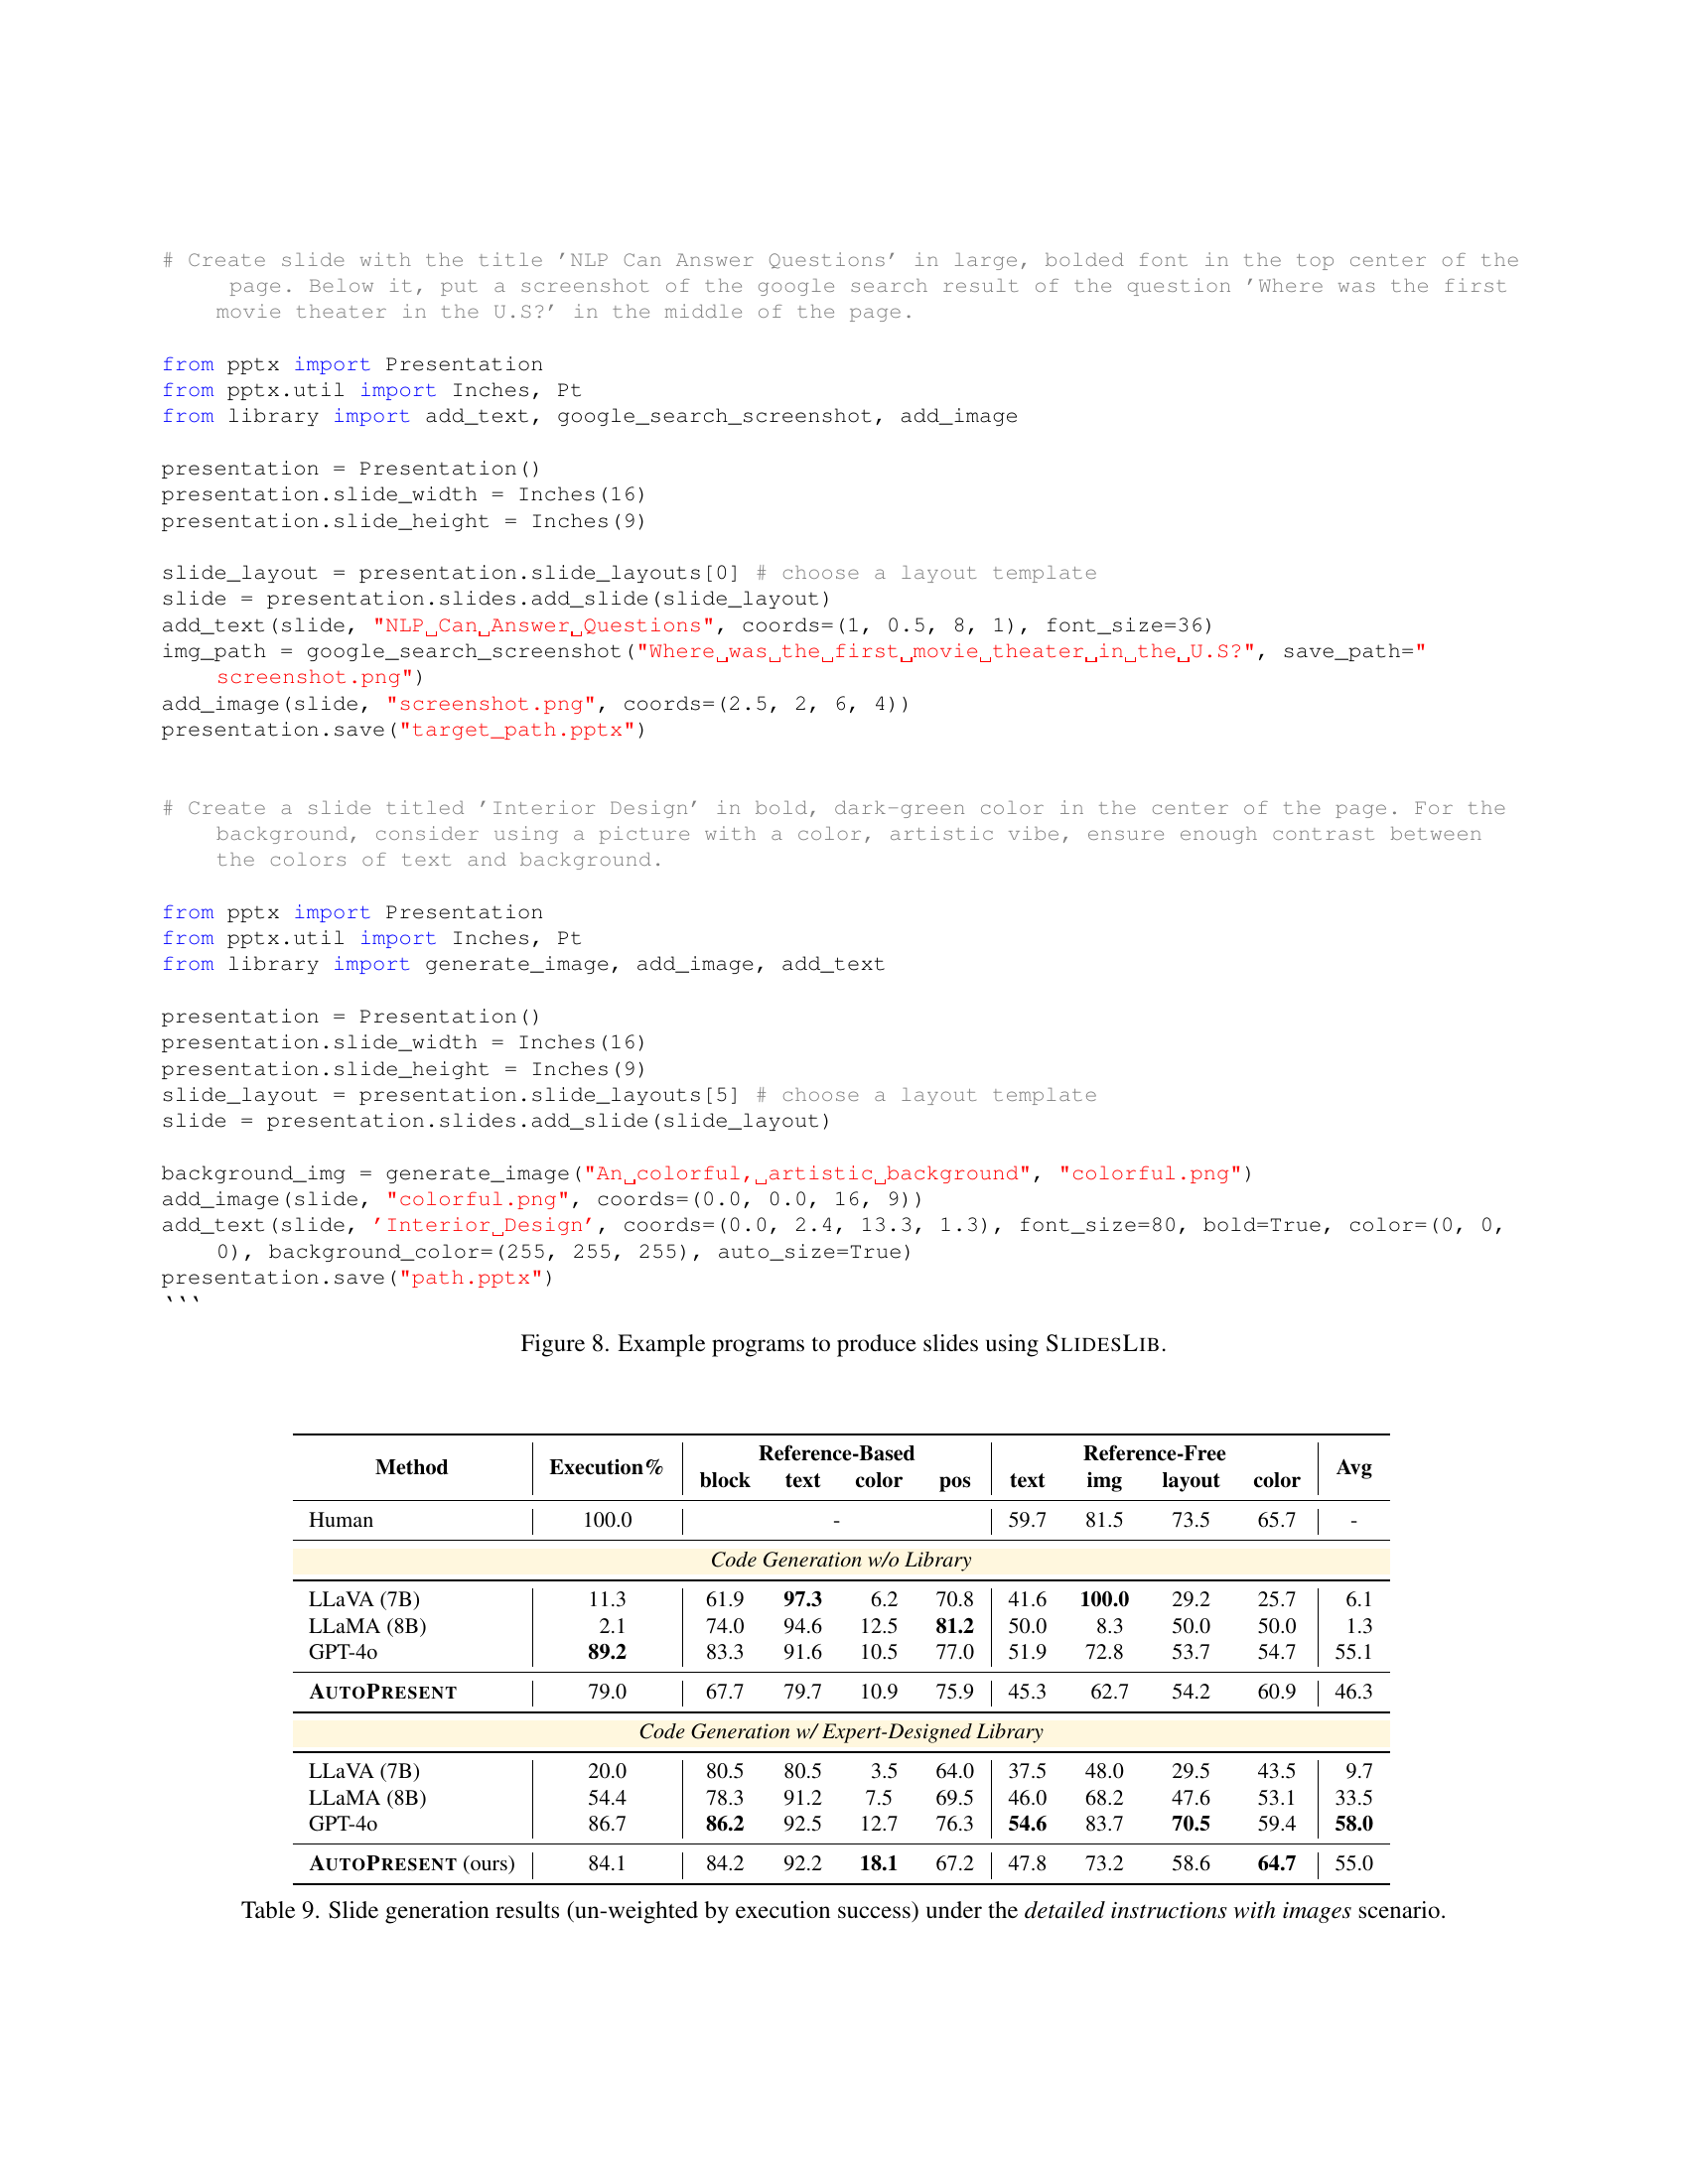 # Create slide with the title ’NLP Can Answer Questions’ in large, bolded font in the top center of the
page. Below it, put a screenshot of the google search result of the question ’Where was the first
movie theater in the U.S?’ in the middle of the page.
from pptx import Presentation
from pptx.util import Inches, Pt
from library import add_text, google_search_screenshot, add_image
presentation = Presentation()
presentation.slide_width = Inches(16)
presentation.slide_height = Inches(9)
slide_layout = presentation.slide_layouts[0] # choose a layout template
slide = presentation.slides.add_slide(slide_layout)
add_text(slide, "NLP␣Can␣Answer␣Questions", coords=(1, 0.5, 8, 1), font_size=36)
img_path = google_search_screenshot("Where␣was␣the␣first␣movie␣theater␣in␣the␣U.S?", save_path="
screenshot.png")
add_image(slide, "screenshot.png", coords=(2.5, 2, 6, 4))
presentation.save("target_path.pptx")
# Create a slide titled ’Interior Design’ in bold, dark-green color in the center of the page. For the
background, consider using a picture with a color, artistic vibe, ensure enough contrast between
the colors of text and background.
from pptx import Presentation
from pptx.util import Inches, Pt
from library import generate_image, add_image, add_text
presentation = Presentation()
presentation.slide_width = Inches(16)
presentation.slide_height = Inches(9)
slide_layout = presentation.slide_layouts[5] # choose a layout template
slide = presentation.slides.add_slide(slide_layout)
background_img = generate_image("An␣colorful,␣artistic␣background", "colorful.png")
add_image(slide, "colorful.png", coords=(0.0, 0.0, 16, 9))
add_text(slide, ’Interior␣Design’, coords=(0.0, 2.4, 13.3, 1.3), font_size=80, bold=True, color=(0, 0,
0), background_color=(255, 255, 255), auto_size=True)
presentation.save("path.pptx")
‵‵‵
Figure 8. Example programs to produce slides using SLIDESLIB.
Method Execution% Reference-Based Reference-Free Avg
block text color pos text img layout color
Human 100.0 - 59.7 81.5 73.5 65.7 -
Code Generation w/o Library
LLaVA (7B) 11.3 61.9 97.3 6.2 70.8 41.6 100.0 29.2 25.7 6.1
LLaMA (8B) 2.1 74.0 94.6 12.5 81.2 50.0 8.3 50.0 50.0 1.3
GPT-4o 89.2 83.3 91.6 10.5 77.0 51.9 72.8 53.7 54.7 55.1
AUTOPRESENT 79.0 67.7 79.7 10.9 75.9 45.3 62.7 54.2 60.9 46.3
Code Generation w/ Expert-Designed Library
LLaVA (7B) 20.0 80.5 80.5 3.5 64.0 37.5 48.0 29.5 43.5 9.7
LLaMA (8B) 54.4 78.3 91.2 7.5 69.5 46.0 68.2 47.6 53.1 33.5
GPT-4o 86.7 86.2 92.5 12.7 76.3 54.6 83.7 70.5 59.4 58.0
AUTOPRESENT (ours) 84.1 84.2 92.2 18.1 67.2 47.8 73.2 58.6 64.7 55.0
Table 9. Slide generation results (un-weighted by execution success) under the detailed instructions with images scenario.